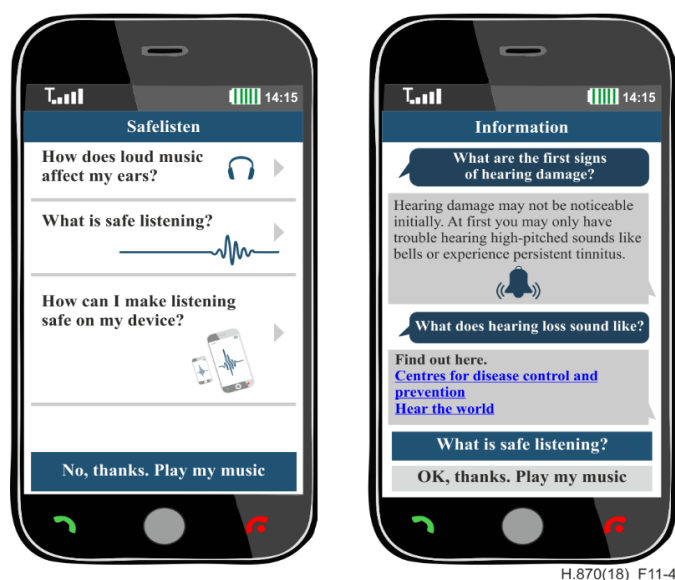 14:15
Safelisten
How does loud music
affect my ears?
What is safe listening?
How can I make listening
safe on my device?
No, thanks. Play my music
14:15
Information
What are the first signs
of hearing damage?
Hearing damage may not be noticeable
initially. At first you may only have
trouble hearing high-pitched sounds like
bells or experience persistent tinnitus.
What does hearing loss sound like?
Find out here.
Centres for disease control and
prevention
Hear the world
What is safe listening?
OK, thanks. Play my music
H.870(18)_F11-4